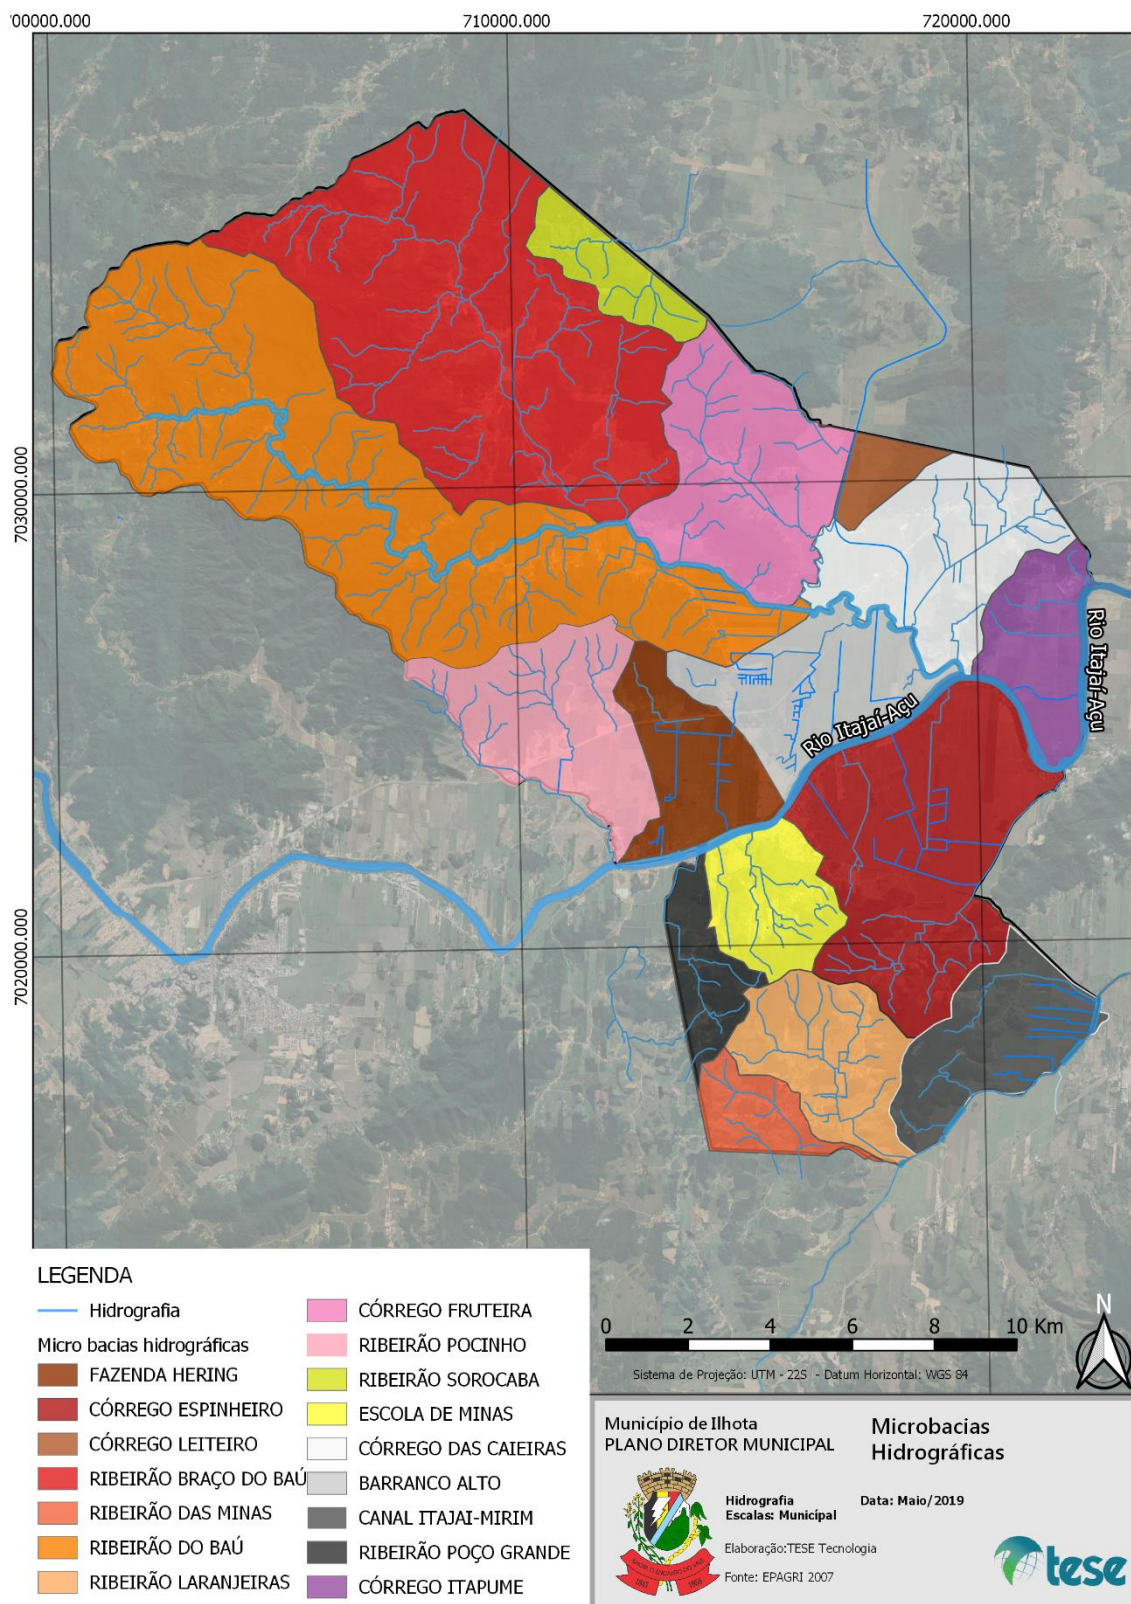 '00000.000
710000.000
720000.000
7030000.000
7020000.000
Rio Itajaí-Açu
Rio Itajaí-Açu
LEGENDA
Hidrografia
Micro bacias hidrográficas
FAZENDA HERING
CÓRREGO ESPINHEIRO
CÓRREGO LEITEIRO
RIBEIRÃO BRAÇO DO BAÚ
RIBEIRÃO DAS MINAS
RIBEIRÃO DO BAÚ
RIBEIRÃO LARANJEIRAS
CÓRREGO FRUTEIRA
RIBEIRÃO POCINHO
RIBEIRÃO SOROCABA
ESCOLA DE MINAS
CÓRREGO DAS CAIEIRAS
BARRANCO ALTO
CANAL ITAJAI-MIRIM
RIBEIRÃO POÇO GRANDE
CÓRREGO ITAPUME
N
0 2 4 6 8 10 Km
Sistema de Projeção: UTM - 22S - Datum Horizontal: WGS 84
Município de Ilhota
PLANO DIRETOR MUNICIPAL
Microbacias
Hidrográficas
Hidrografia
Escalas: Municipal
Data: Maio/2019
Elaboração:TESE Tecnologia
Fonte: EPAGRI 2007
tese